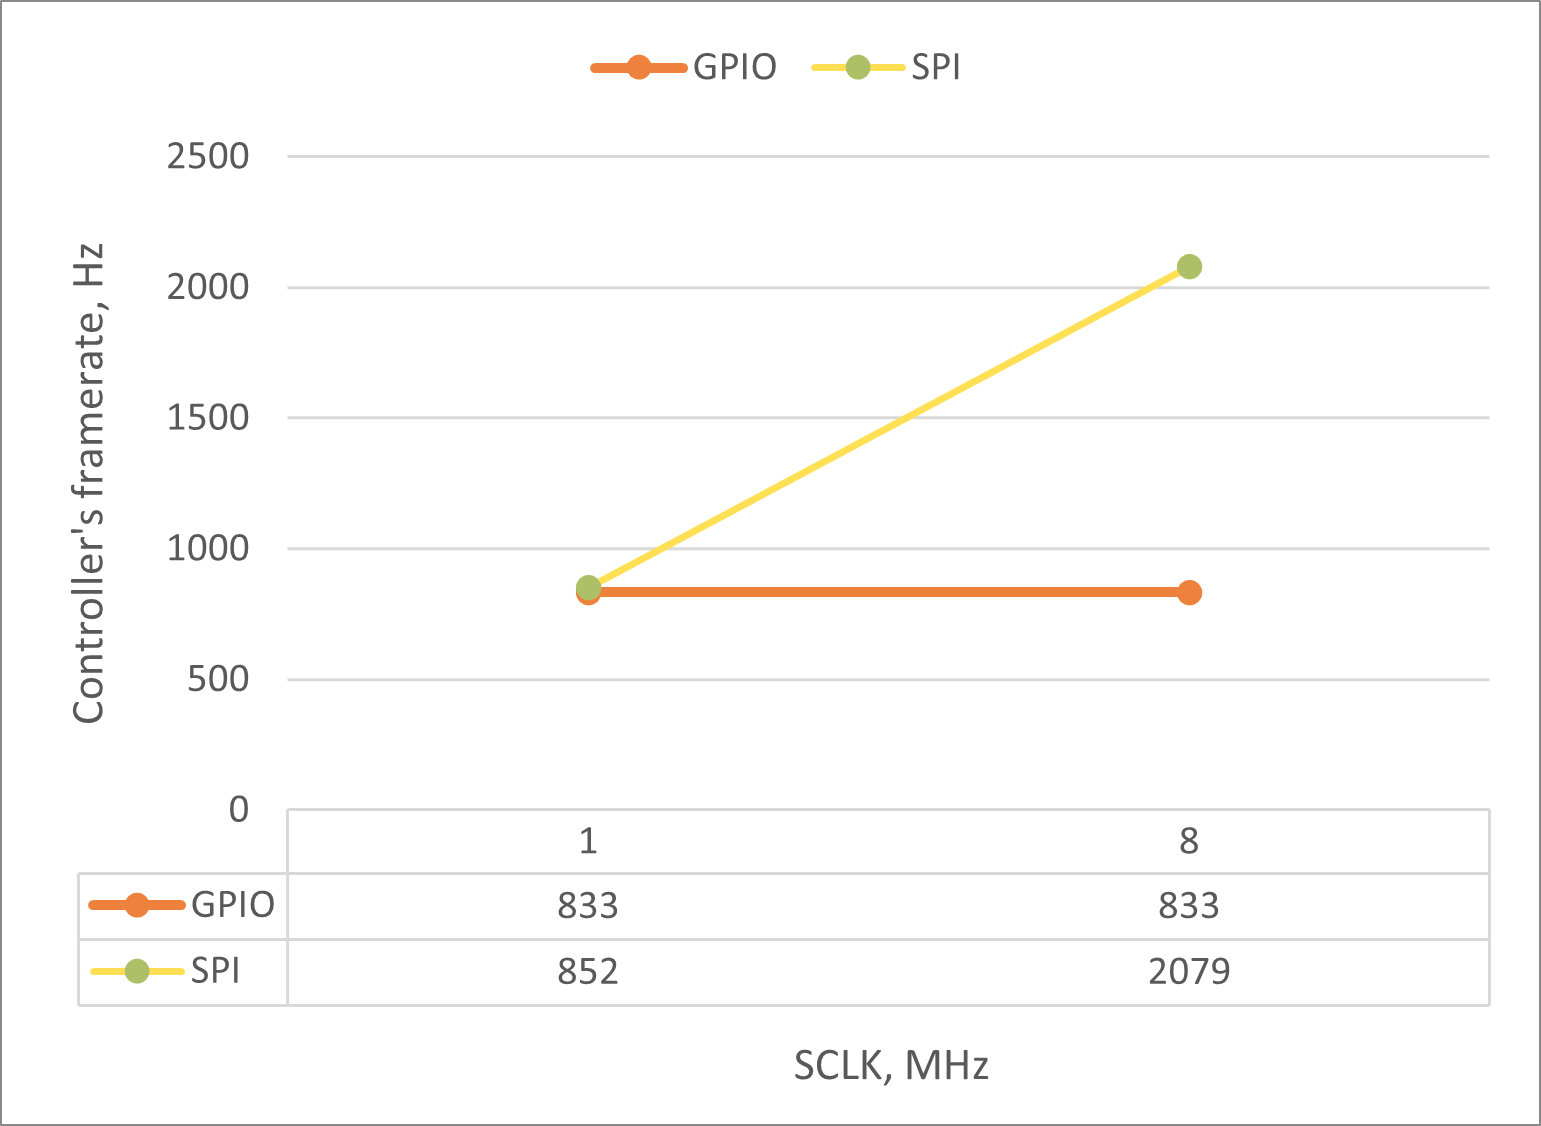 GPIO SPI
2500
2000
1500
1000
500
0
Controller's framerate, Hz
1 8
GPIO 833 833
SPI 852 2079
SCLK, MHz